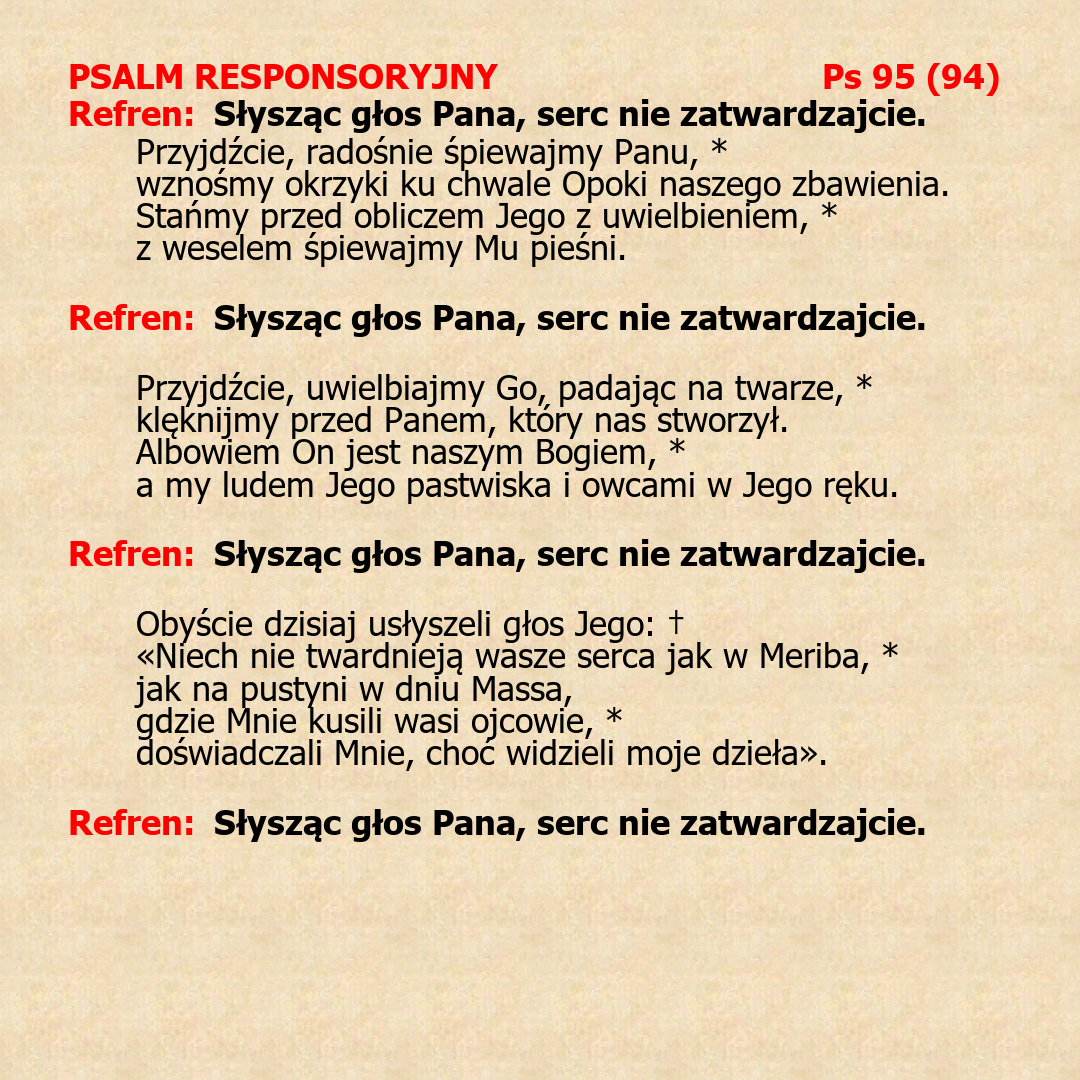 PSALM RESPONSORYJNY Ps 95 (94)
Refren: Słysząc głos Pana, serc nie zatwardzajcie.
Przyjdźcie, radośnie śpiewajmy Panu, *
wznośmy okrzyki ku chwale Opoki naszego zbawienia.
Stańmy przed obliczem Jego z uwielbieniem, *
z weselem śpiewajmy Mu pieśni.
Refren: Słysząc głos Pana, serc nie zatwardzajcie.
Przyjdźcie, uwielbiajmy Go, padając na twarze, *
klęknijmy przed Panem, który nas stworzył.
Albowiem On jest naszym Bogiem, *
a my ludem Jego pastwiska i owcami w Jego ręku.
Refren: Słysząc głos Pana, serc nie zatwardzajcie.
Obyście dzisiaj usłyszeli głos Jego: †
«Niech nie twardnieją wasze serca jak w Meriba, *
jak na pustyni w dniu Massa,
gdzie Mnie kusili wasi ojcowie, *
doświadczali Mnie, choć widzieli moje dzieła».
Refren: Słysząc głos Pana, serc nie zatwardzajcie.